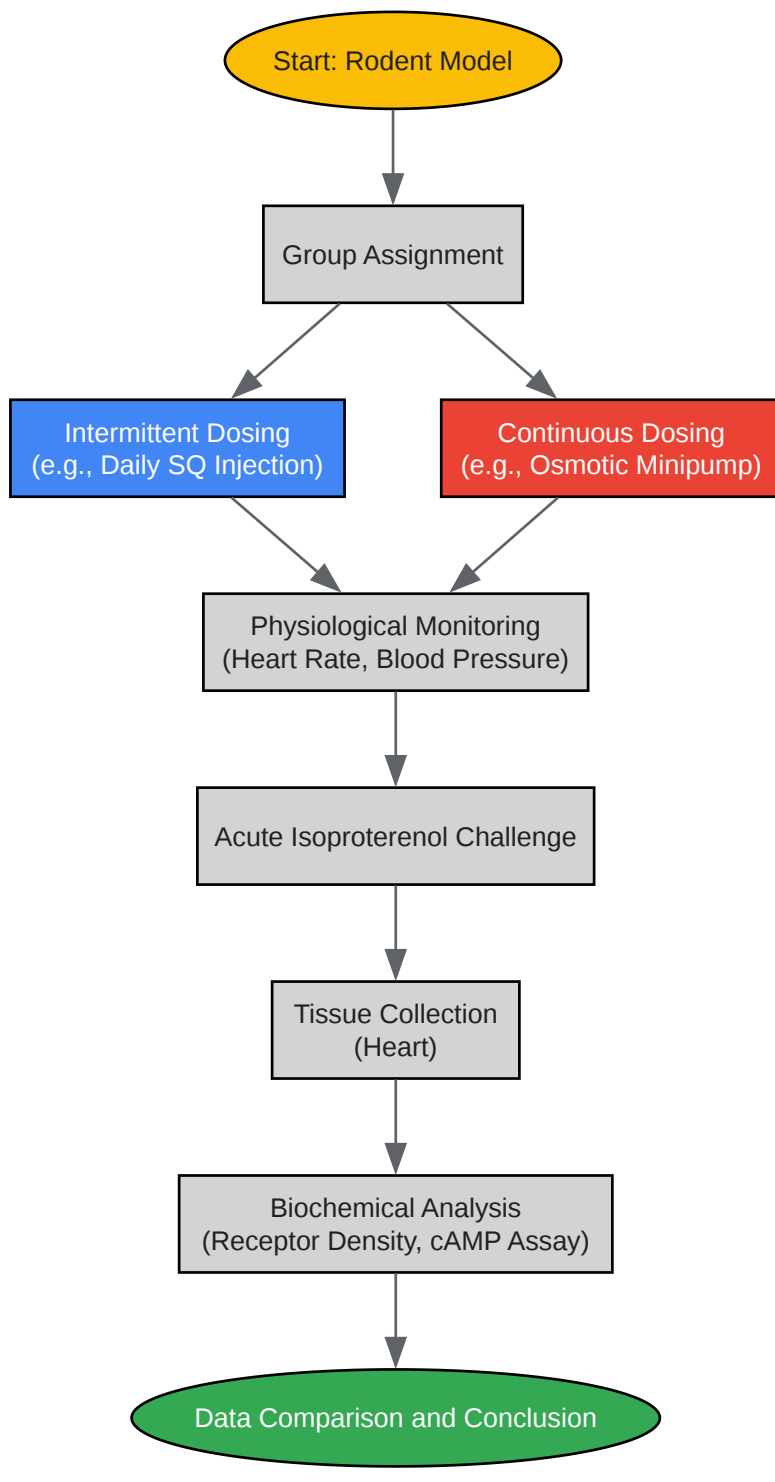 Start: Rodent Model
Group Assignment
Intermittent Dosing
(e.g., Daily SQ Injection)
Continuous Dosing
(e.g., Osmotic Minipump)
Physiological Monitoring
(Heart Rate, Blood Pressure)
Acute Isoproterenol Challenge
Tissue Collection
(Heart)
Biochemical Analysis
(Receptor Density, cAMP Assay)
Data Comparison and Conclusion